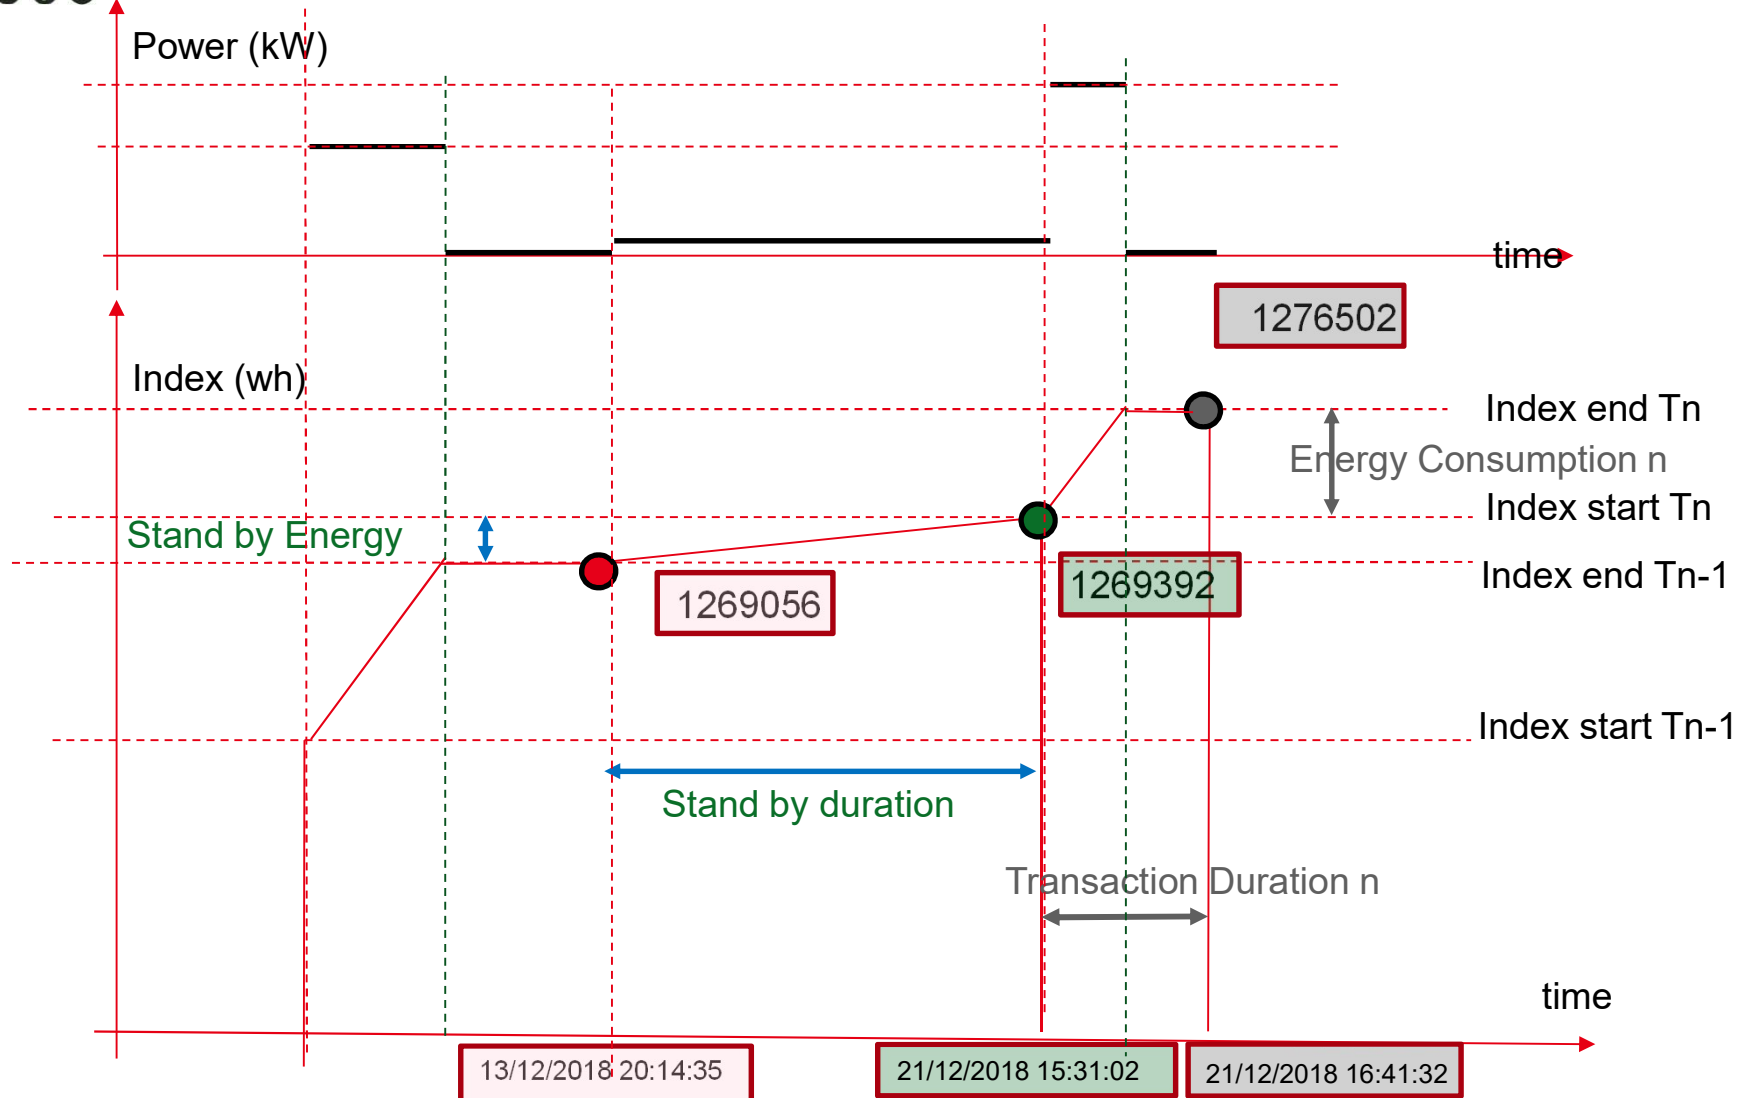 Power (kW)
time
1276502
Index (wh)
Index end Tn
Energy Consumption n
Index start Tn
Stand by Energy
Index end Tn-1
1269392
1269056
Index start Tn-1
Stand by duration
Transaction Duration n
time
13/12/2018 20:14:35
21/12/2018 15:31:02
21/12/2018 16:41:32